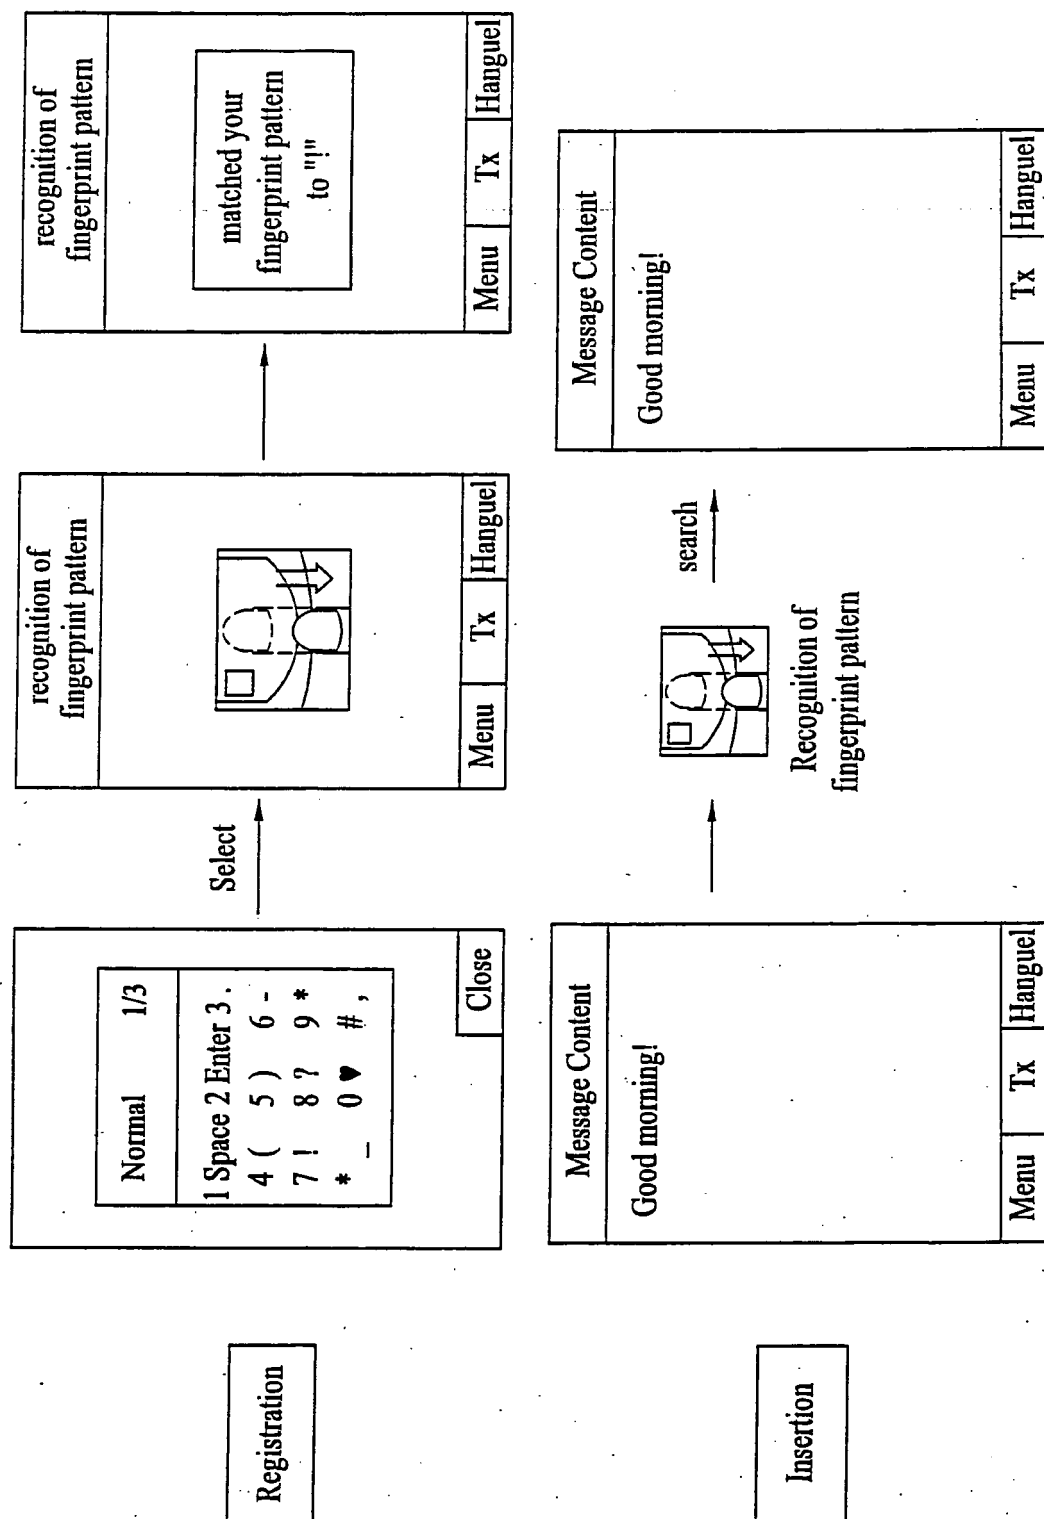 Registration
Normal 1/3
1 Space 2 Enter 3 .
4 ( 5 ) 6 -
7 ! 8 ? 9 *
* _ 0 ♥ # ,
Close
Select
recognition of
fingerprint pattern
Menu Tx Hanguel
recognition of
fingerprint pattern
matched your
fingerprint pattern
to "!"
Menu Tx Hanguel
Insertion
Message Content
Good morning!
Menu Tx Hanguel
Recognition of
fingerprint pattern
search
Message Content
Good morning!
Menu Tx Hanguel